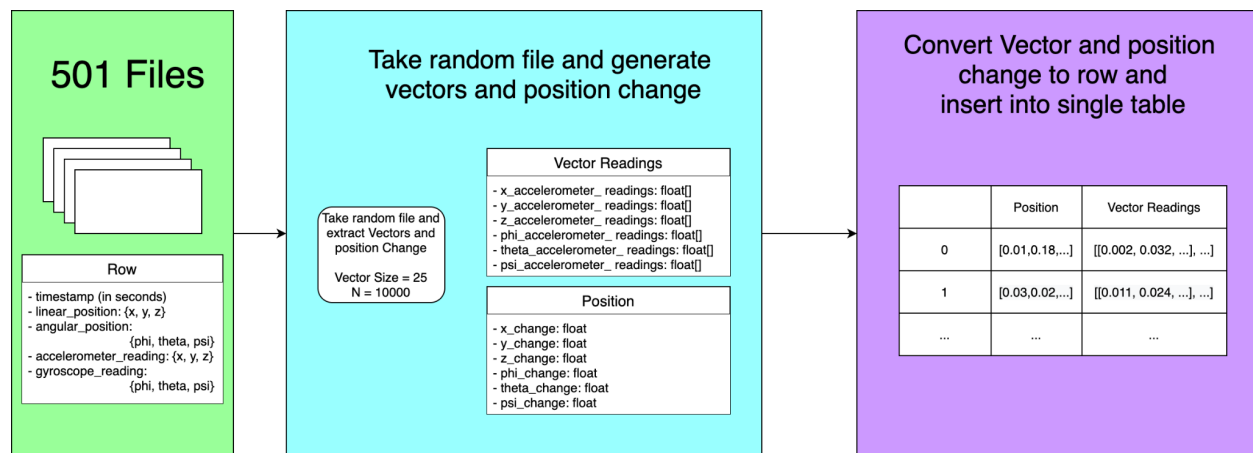 501 Files
Row
- timestamp (in seconds)
- linear_position: {x, y, z}
- angular_position:
{phi, theta, psi}
- accelerometer_reading: {x, y, z}
- gyroscope_reading:
{phi, theta, psi}
Take random file and generate
vectors and position change
Take random file and
extract Vectors and
position Change
Vector Size = 25
N = 10000
Vector Readings
- x_accelerometer_ readings: float[]
- y_accelerometer_ readings: float[]
- z_accelerometer_ readings: float[]
- phi_accelerometer_ readings: float[]
- theta_accelerometer_ readings: float[]
- psi_accelerometer_ readings: float[]
Position
- x_change: float
- y_change: float
- z_change: float
- phi_change: float
- theta_change: float
- psi_change: float
Convert Vector and position
change to row and
insert into single table
Position Vector Readings
0 [0.01,0.18,...] [[0.002, 0.032, ...], ...]
1 [0.03,0.02,...] [[0.011, 0.024, ...], ...]
... ... ...